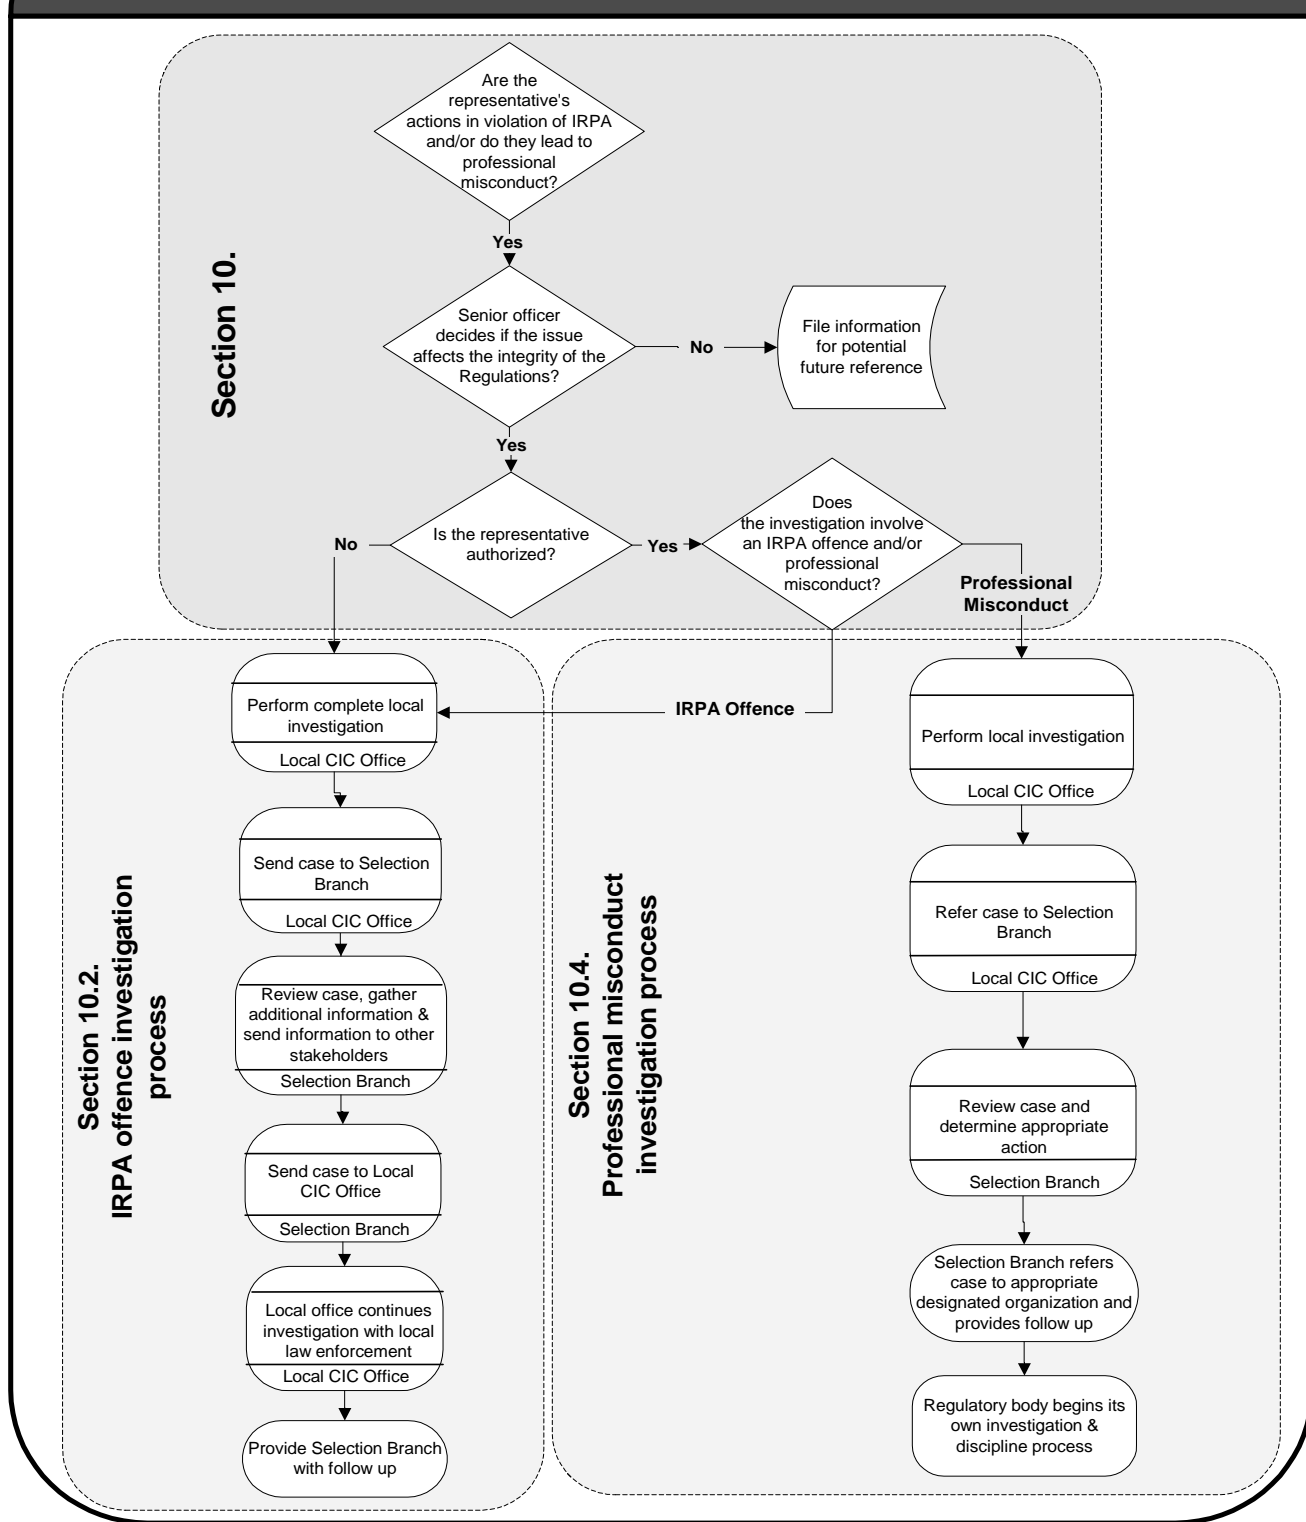 Are the
representative's
actions in violation of IRPA
and/or do they lead to
professional
misconduct?
Yes
Section 10.
Senior officer
decides if the issue
affects the integrity of the
Regulations?
No
File information
for potential
future reference
Yes
Is the representative
authorized?
No
Yes
Does
the investigation involve
an IRPA offence and/or
professional
misconduct?
Professional
Misconduct
IRPA Offence
Section 10.2.
IRPA offence investigation
process
Perform complete local
investigation
Local CIC Office
Send case to Selection
Branch
Local CIC Office
Review case, gather
additional information &
send information to other
stakeholders
Selection Branch
Send case to Local
CIC Office
Selection Branch
Local office continues
investigation with local
law enforcement
Local CIC Office
Provide Selection Branch
with follow up
Section 10.4.
Professional misconduct
investigation process
Perform local investigation
Local CIC Office
Refer case to Selection
Branch
Local CIC Office
Review case and
determine appropriate
action
Selection Branch
Selection Branch refers
case to appropriate
designated organization and
provides follow up
Regulatory body begins its
own investigation &
discipline process